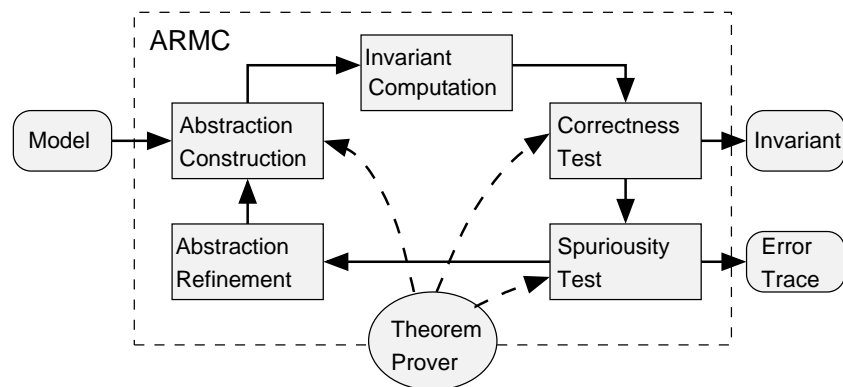 ARMC
Invariant
Computation
Model
Abstraction
Construction
Correctness
Test
Invariant
Abstraction
Refinement
Spuriousity
Test
Error
Trace
Theorem
Prover